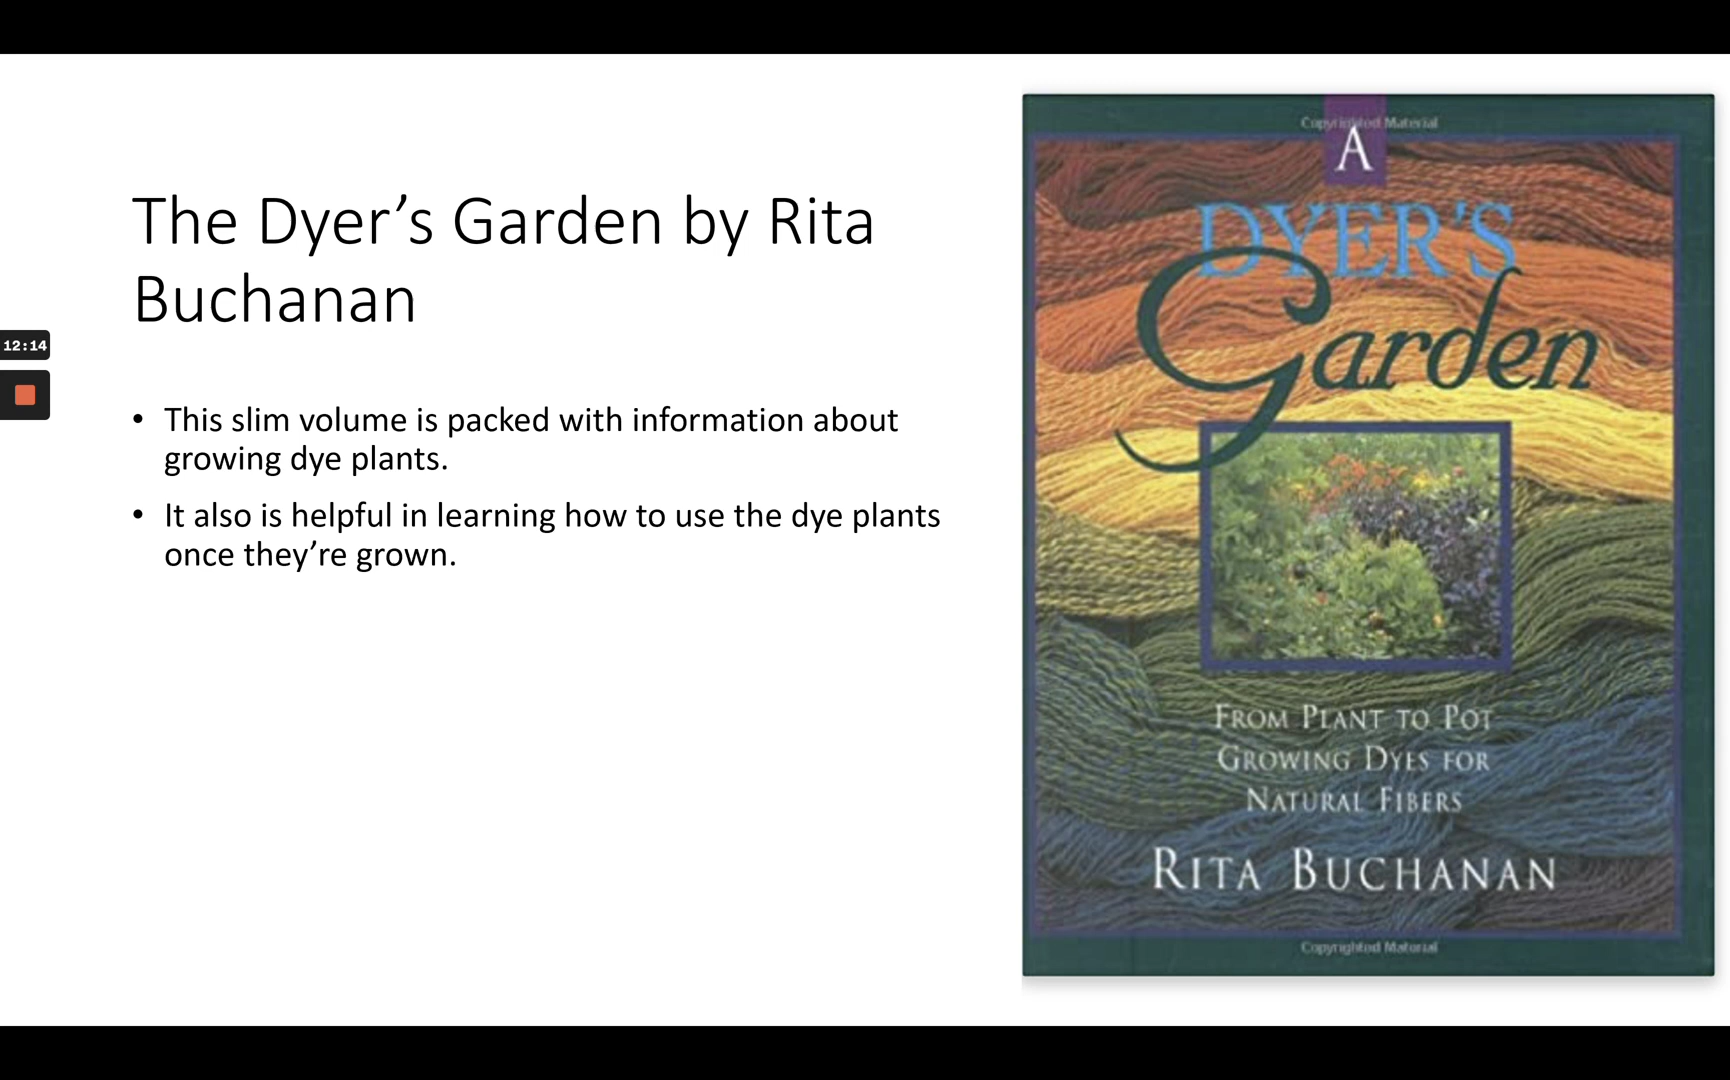 The Dyer’s Garden by Rita
Buchanan
• This slim volume is packed with information about
growing dye plants.
• It also is helpful in learning how to use the dye plants
once they’re grown.
12:14
Copyrighted Material
A
DYER'S
Garden
FROM PLANT TO POT
GROWING DYES FOR
NATURAL FIBERS
RITA BUCHANAN
Copyrighted Material